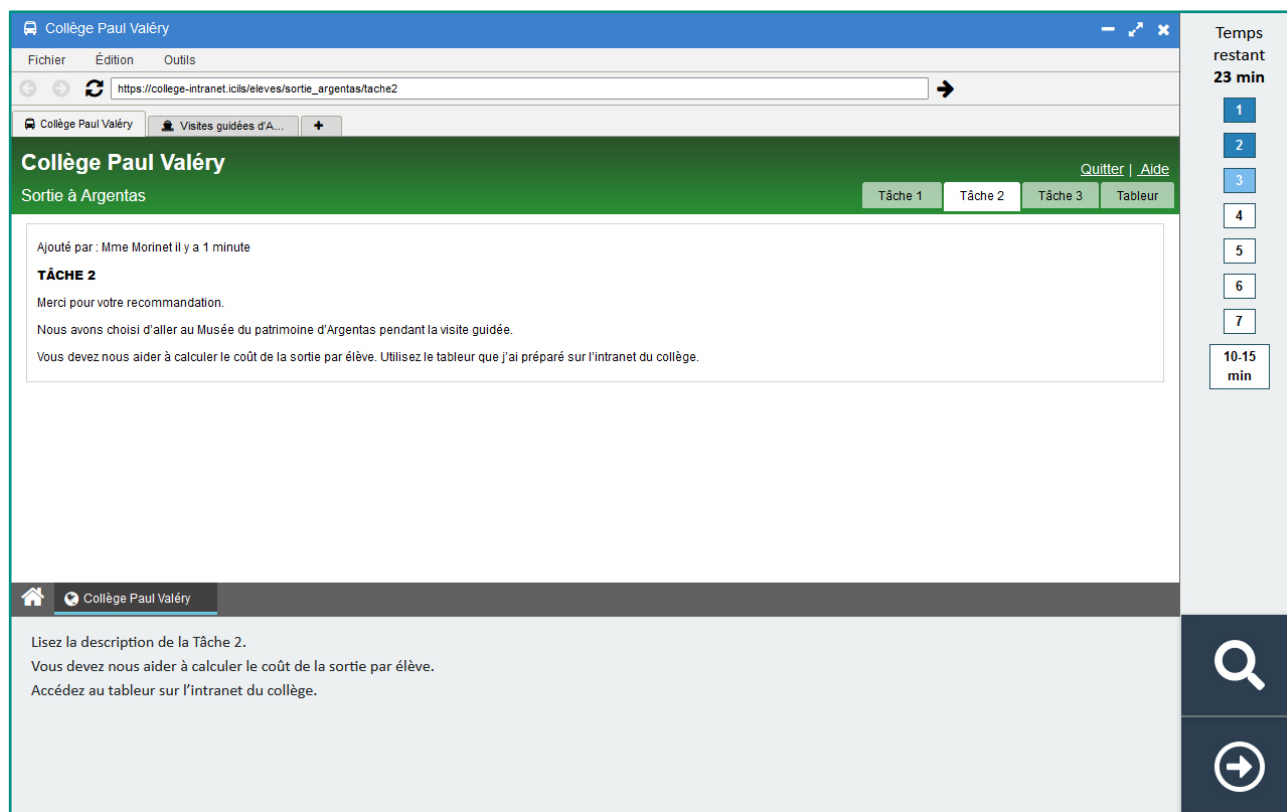 Collège Paul Valéry
Fichier Édition Outils
https://college-intranet.icils/eleves/sortie_argentas/tache2
Collège Paul Valéry Visites guidées d'A... +
Collège Paul Valéry
Quitter | Aide
Sortie à Argentas
Tâche 1 Tâche 2 Tâche 3 Tableur
Ajouté par : Mme Morinet il y a 1 minute
TÂCHE 2
Merci pour votre recommandation.
Nous avons choisi d'aller au Musée du patrimoine d'Argentas pendant la visite guidée.
Vous devez nous aider à calculer le coût de la sortie par élève. Utilisez le tableur que j'ai préparé sur l'intranet du collège.
Collège Paul Valéry
Lisez la description de la Tâche 2.
Vous devez nous aider à calculer le coût de la sortie par élève.
Accédez au tableur sur l'intranet du collège.
Temps
restant
23 min
1
2
3
4
5
6
7
10-15
min